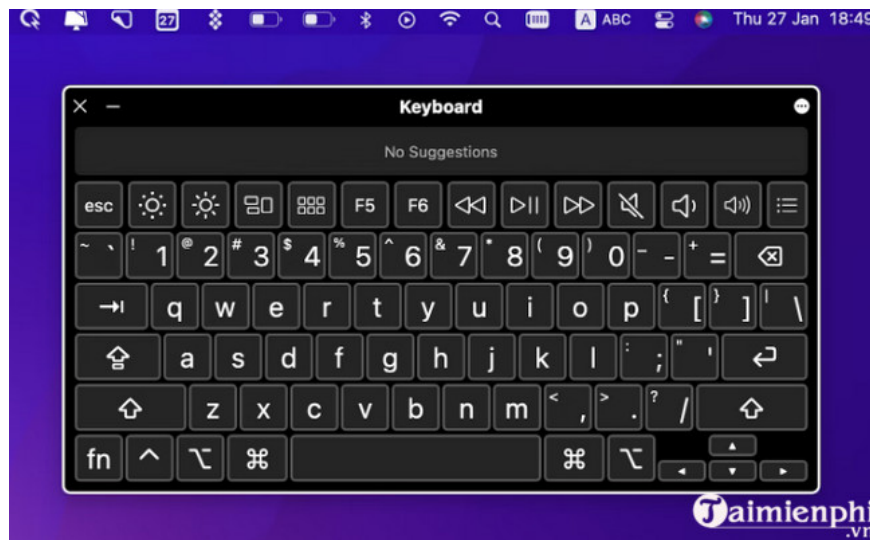 27 A ABC Thu 27 Jan 18:49
Keyboard
No Suggestions
esc F5 F6
~ ` ! 1 @ 2 # 3 $ 4 % 5 ^ 6 & 7 * 8 ( 9 ) 0 – - + =
q w e r t y u i o p { [ } ] | \
a s d f g h j k l : ; " '
z x c v b n m < , > . ? /
fn
Taimienphi
.vn